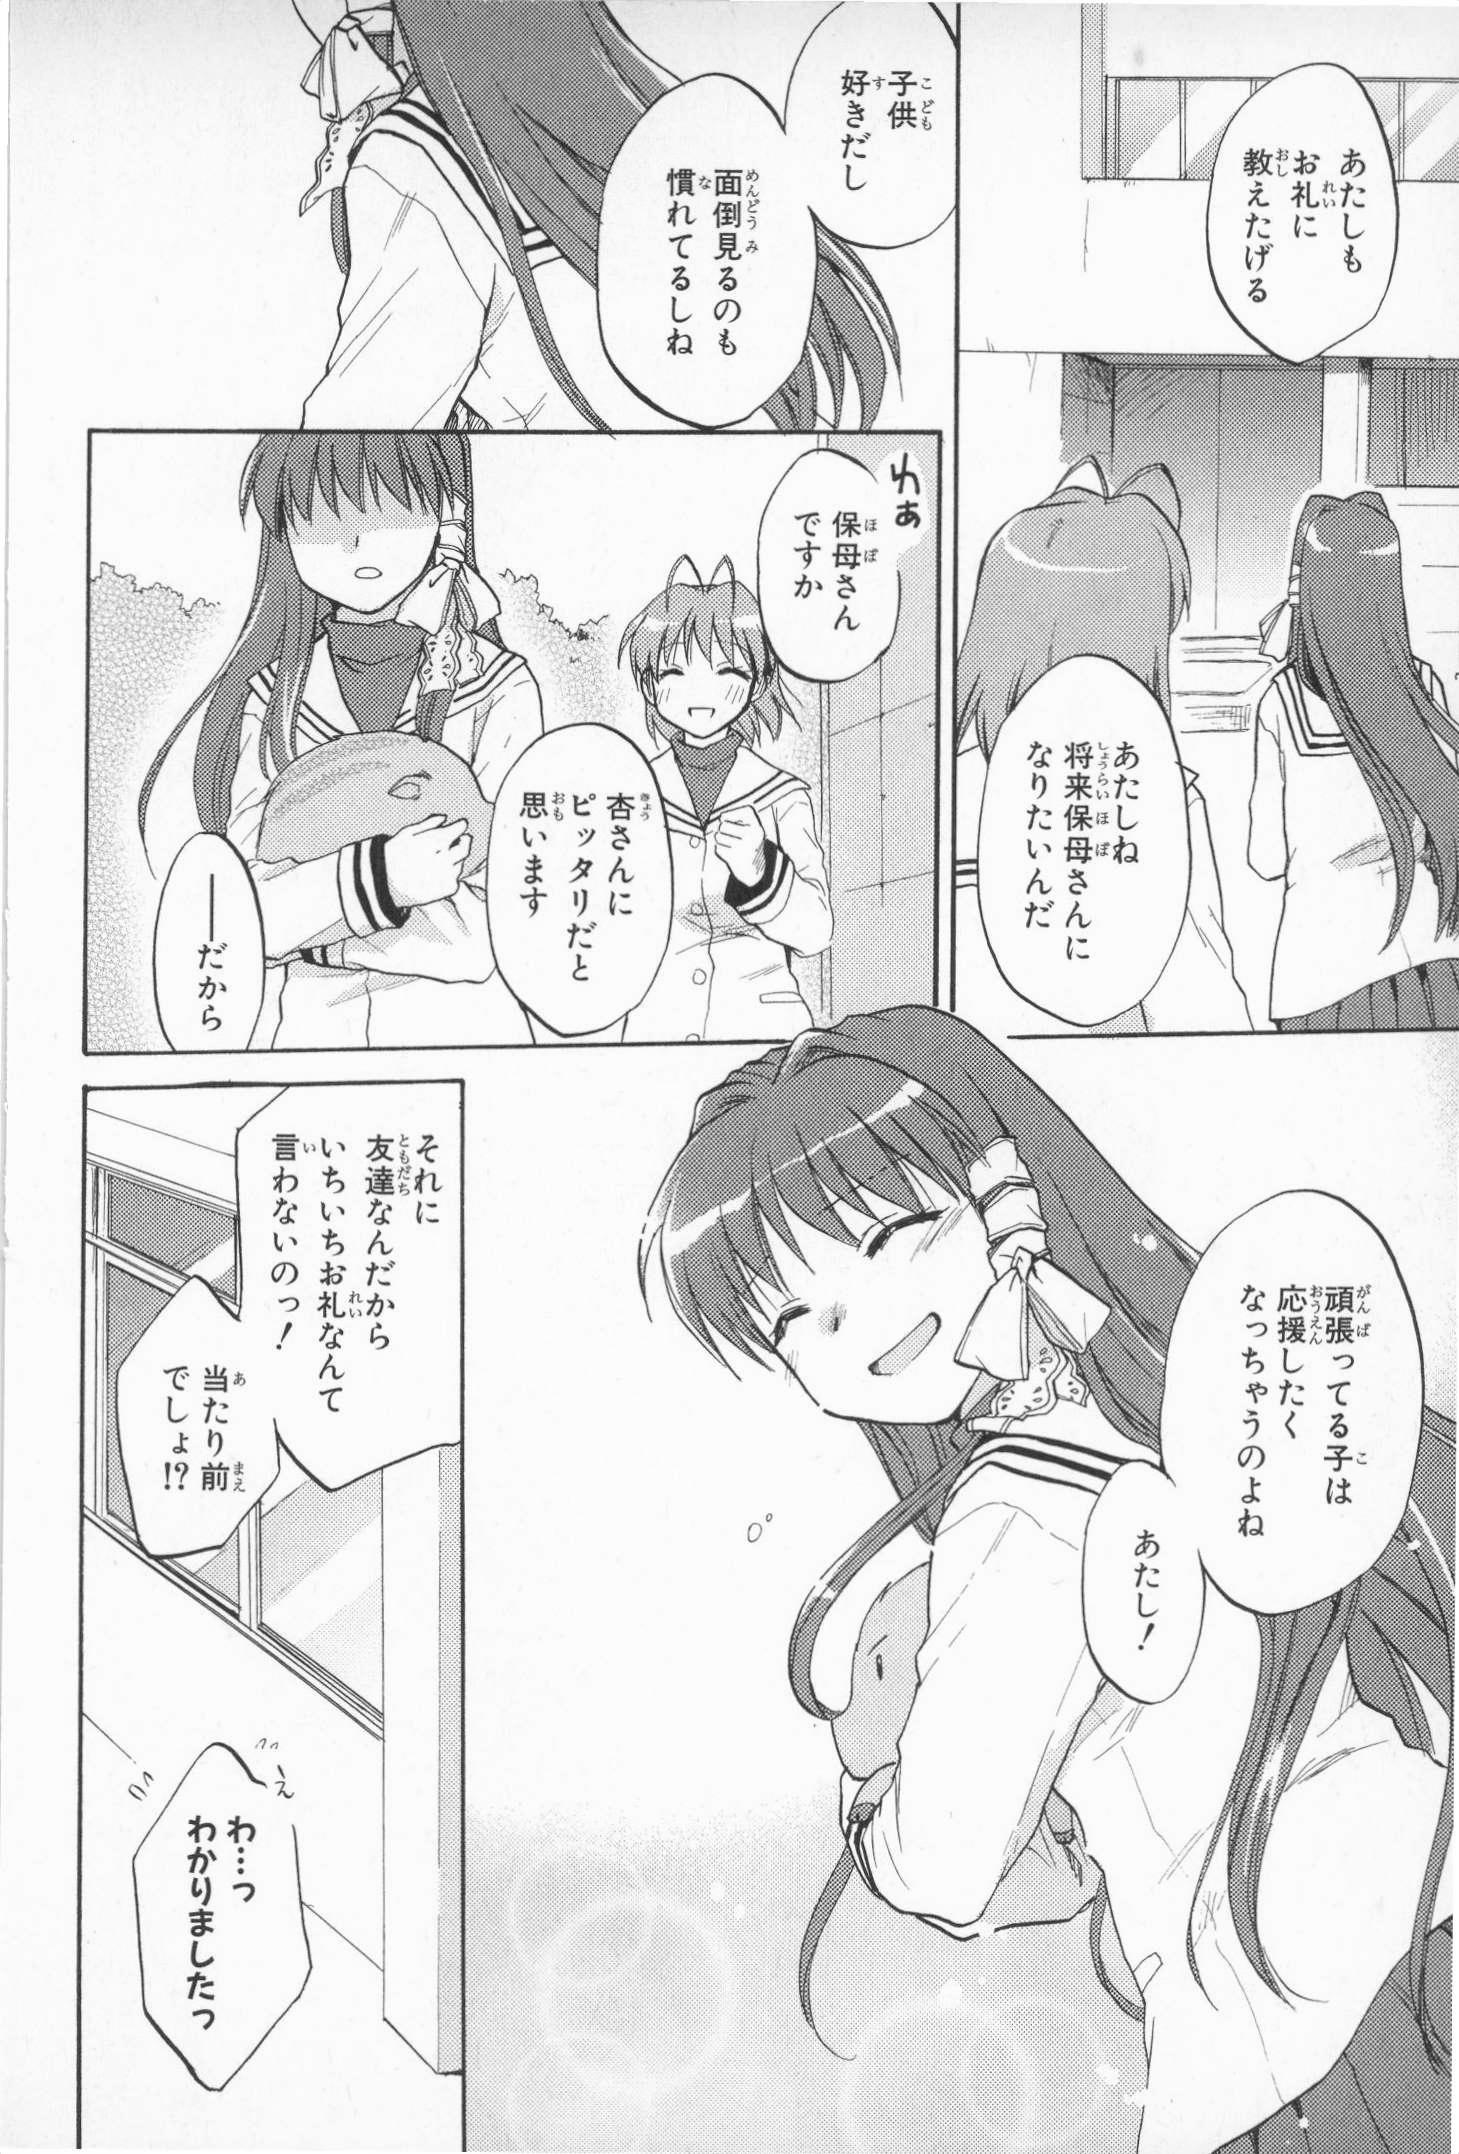 あたしも
お礼に
教えたげる
あたしね
将来保母さんに
なりたいんだ
子供
好きだし
面倒見るのも
慣れてるしね
わぁ
保母さん
ですか
杏さんに
ピッタリだと
思います
――だから
頑張ってる子は
応援したく
なっちゃうのよね
あたし!
それに
友達なんだから
いちいちお礼なんて
言わないのっ!
当たり前
でしょ!?
え
わ…っ
わかりましたっ